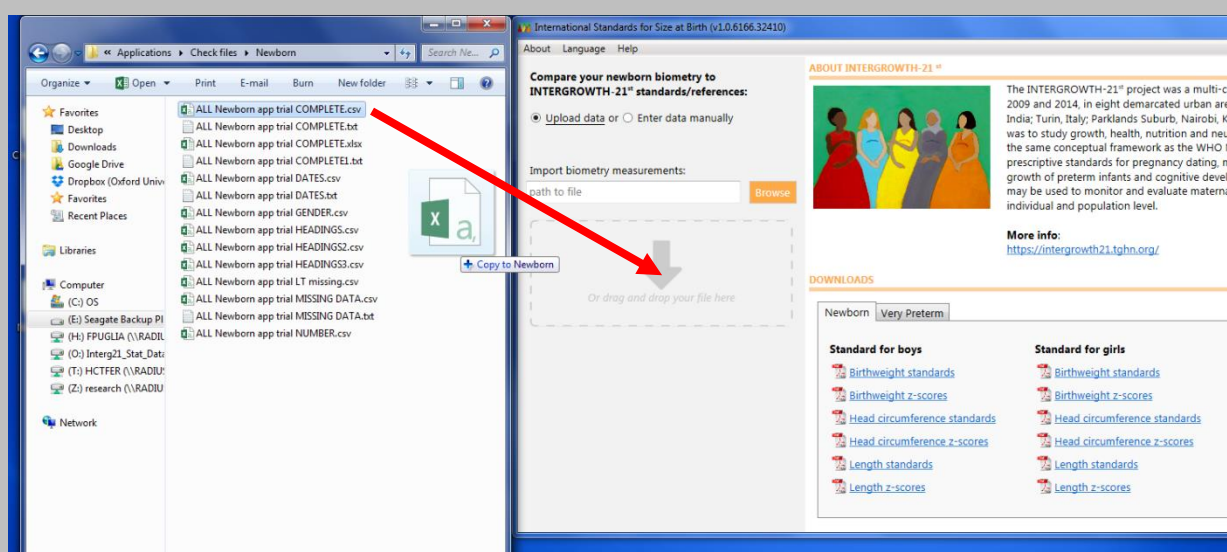 « Applications ▸ Check files ▸ Newborn
Search Ne...
Organize
Open
Print
E-mail
Burn
New folder
Favorites
Desktop
Downloads
Google Drive
Dropbox (Oxford Unive
Favorites
Recent Places
Libraries
Computer
(C:) OS
(E:) Seagate Backup Pl
(H:) FPUGLIA (\\RADIU
(O:) Interg21_Stat_Data
(T:) HCTFER (\\RADIUS
(Z:) research (\\RADIU
Network
ALL Newborn app trial COMPLETE.csv
ALL Newborn app trial COMPLETE.txt
ALL Newborn app trial COMPLETE.xlsx
ALL Newborn app trial COMPLETE1.txt
ALL Newborn app trial DATES.csv
ALL Newborn app trial DATES.txt
ALL Newborn app trial GENDER.csv
ALL Newborn app trial HEADINGS.csv
ALL Newborn app trial HEADINGS2.csv
ALL Newborn app trial HEADINGS3.csv
ALL Newborn app trial LT missing.csv
ALL Newborn app trial MISSING DATA.csv
ALL Newborn app trial MISSING DATA.txt
ALL Newborn app trial NUMBER.csv
X a,
Copy to Newborn
International Standards for Size at Birth (v1.0.6166.32410)
About Language Help
Compare your newborn biometry to
INTERGROWTH-21st standards/references:
Upload data or Enter data manually
Import biometry measurements:
path to file
Browse
Or drag and drop your file here
ABOUT INTERGROWTH-21 st
The INTERGROWTH-21st project was a multi-c
2009 and 2014, in eight demarcated urban are
India; Turin, Italy; Parklands Suburb, Nairobi, K
was to study growth, health, nutrition and neu
the same conceptual framework as the WHO
prescriptive standards for pregnancy dating, m
growth of preterm infants and cognitive devel
may be used to monitor and evaluate materna
individual and population level.
More info:
https://intergrowth21.tghn.org/
DOWNLOADS
Newborn Very Preterm
Standard for boys
Birthweight standards
Birthweight z-scores
Head circumference standards
Head circumference z-scores
Length standards
Length z-scores
Standard for girls
Birthweight standards
Birthweight z-scores
Head circumference standards
Head circumference z-scores
Length standards
Length z-scores